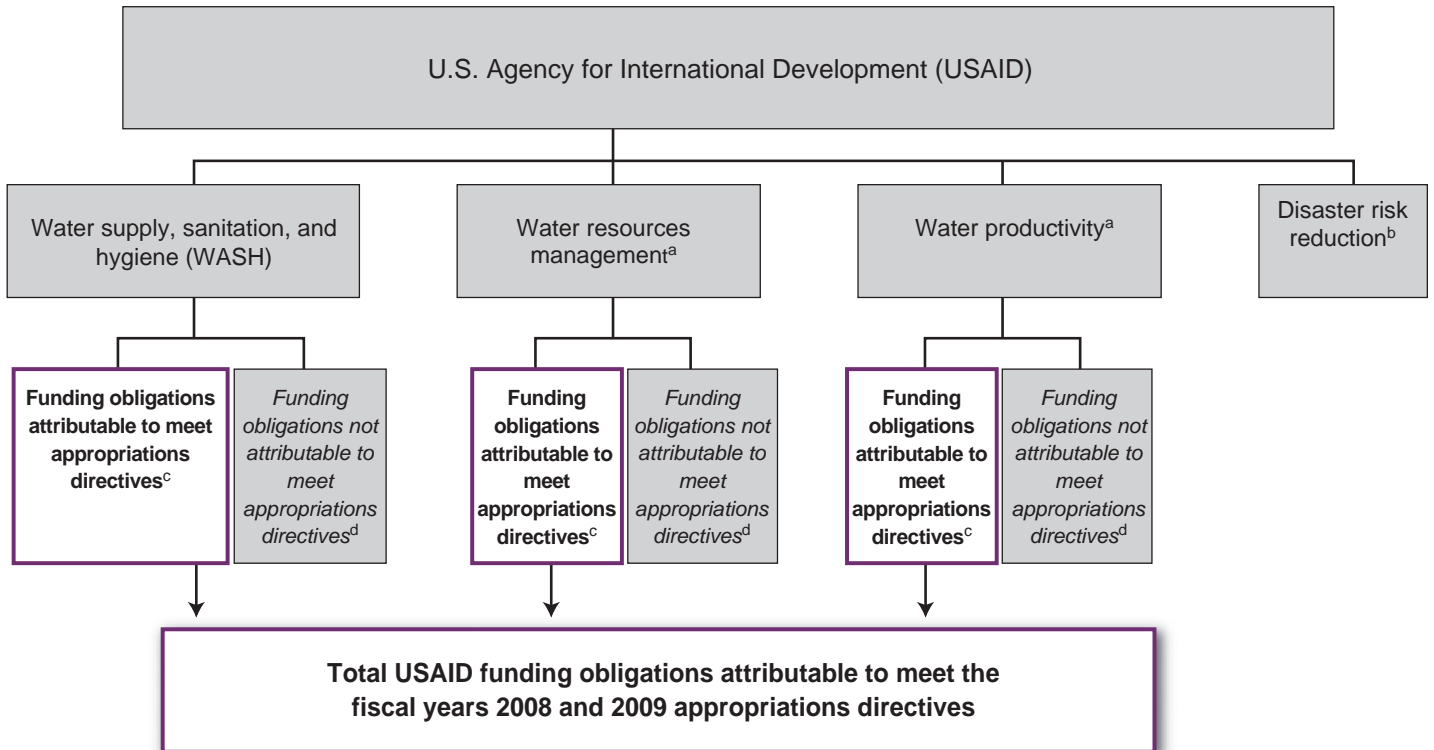 U.S. Agency for International Development (USAID)
Water supply, sanitation, and
hygiene (WASH)
Water resources
managementa
Water productivitya
Disaster risk
reductionb
Funding obligations
attributable to meet
appropriations
directivesc
Funding
obligations not
attributable to
meet
appropriations
directivesd
Funding
obligations
attributable to
meet
appropriations
directivesc
Funding
obligations not
attributable to
meet
appropriations
directivesd
Funding
obligations
attributable to
meet
appropriations
directivesc
Funding
obligations not
attributable to
meet
appropriations
directivesd
Total USAID funding obligations attributable to meet the
fiscal years 2008 and 2009 appropriations directives